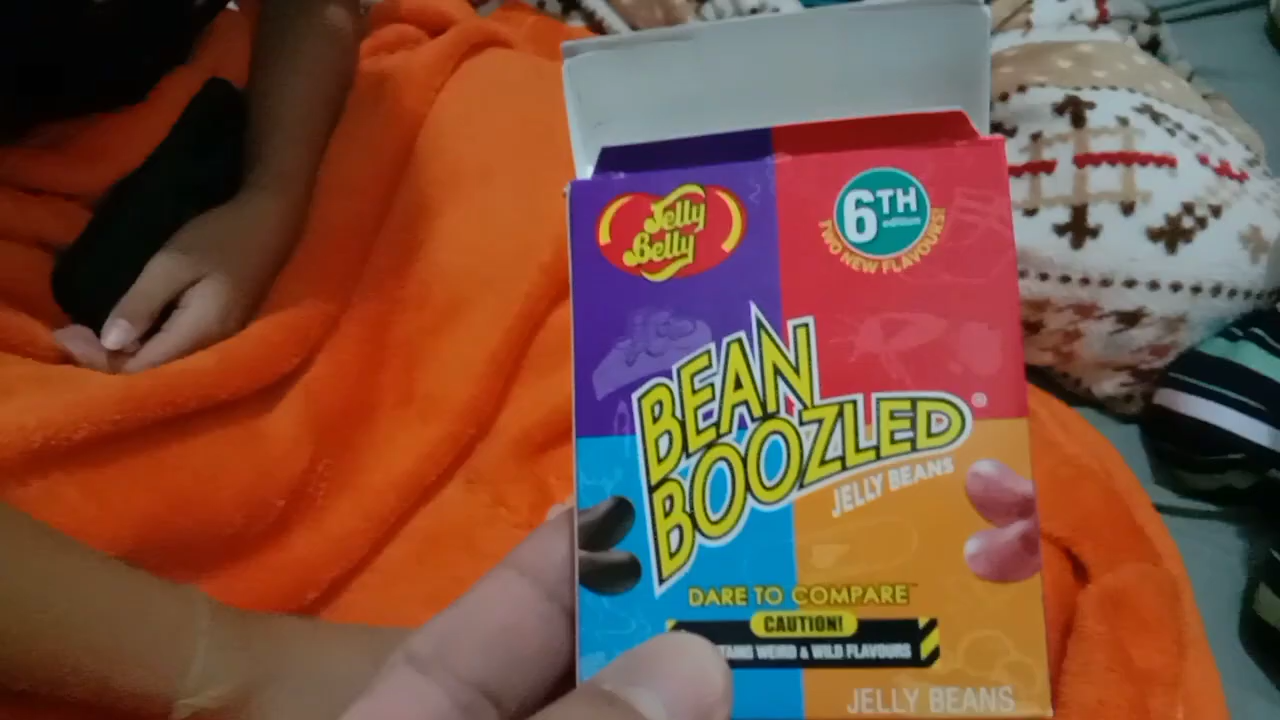 Jelly
Belly
6TH
edition
TWO NEW FLAVOURS!
BEAN
BOOZLED®
JELLY BEANS
DARE TO COMPARE™
CAUTION!
WEIRD & WILD FLAVOURS
JELLY BEANS